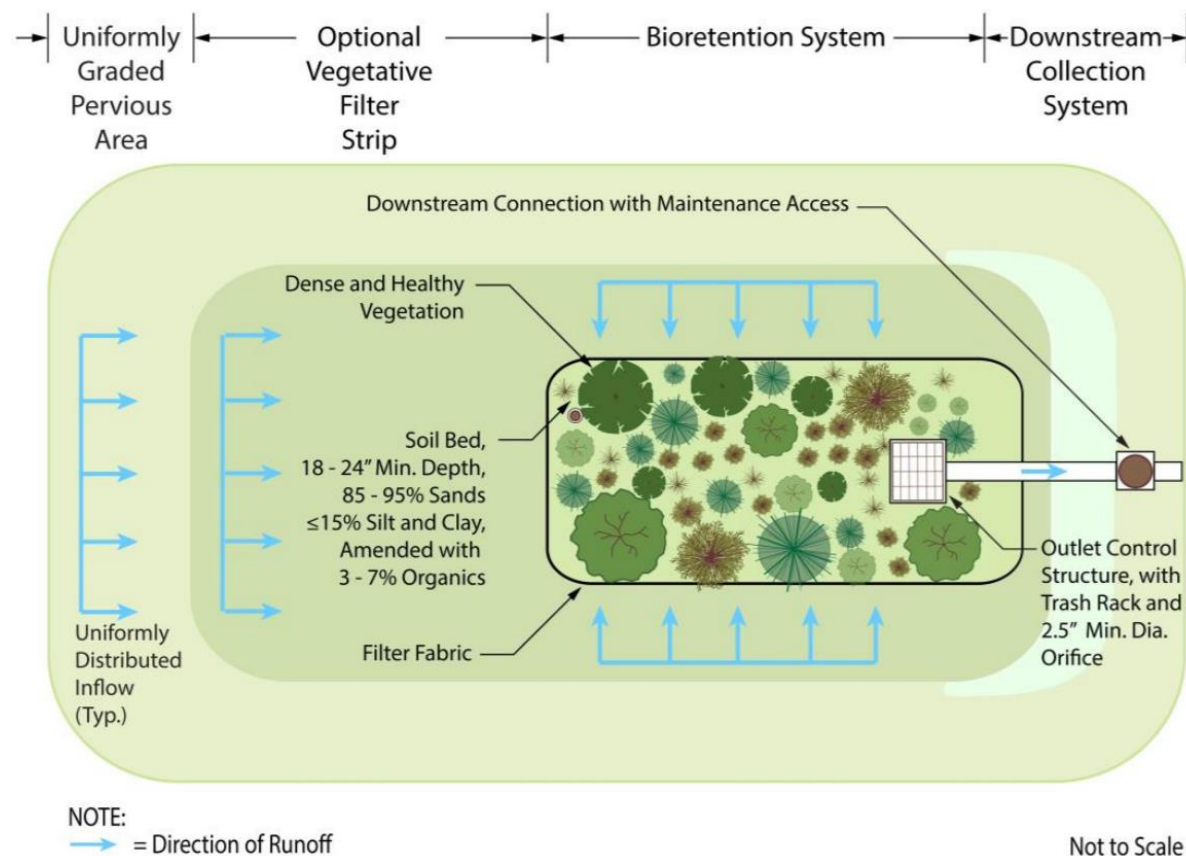 Uniformly
Graded
Pervious
Area
Optional
Vegetative
Filter
Strip
Bioretention System
Downstream
Collection
System
Downstream Connection with Maintenance Access
Dense and Healthy
Vegetation
Soil Bed,
18 - 24" Min. Depth,
85 - 95% Sands
≤15% Silt and Clay,
Amended with
3 - 7% Organics
Outlet Control
Structure, with
Trash Rack and
2.5" Min. Dia.
Orifice
Filter Fabric
Uniformly
Distributed
Inflow
(Typ.)
NOTE:
= Direction of Runoff
Not to Scale